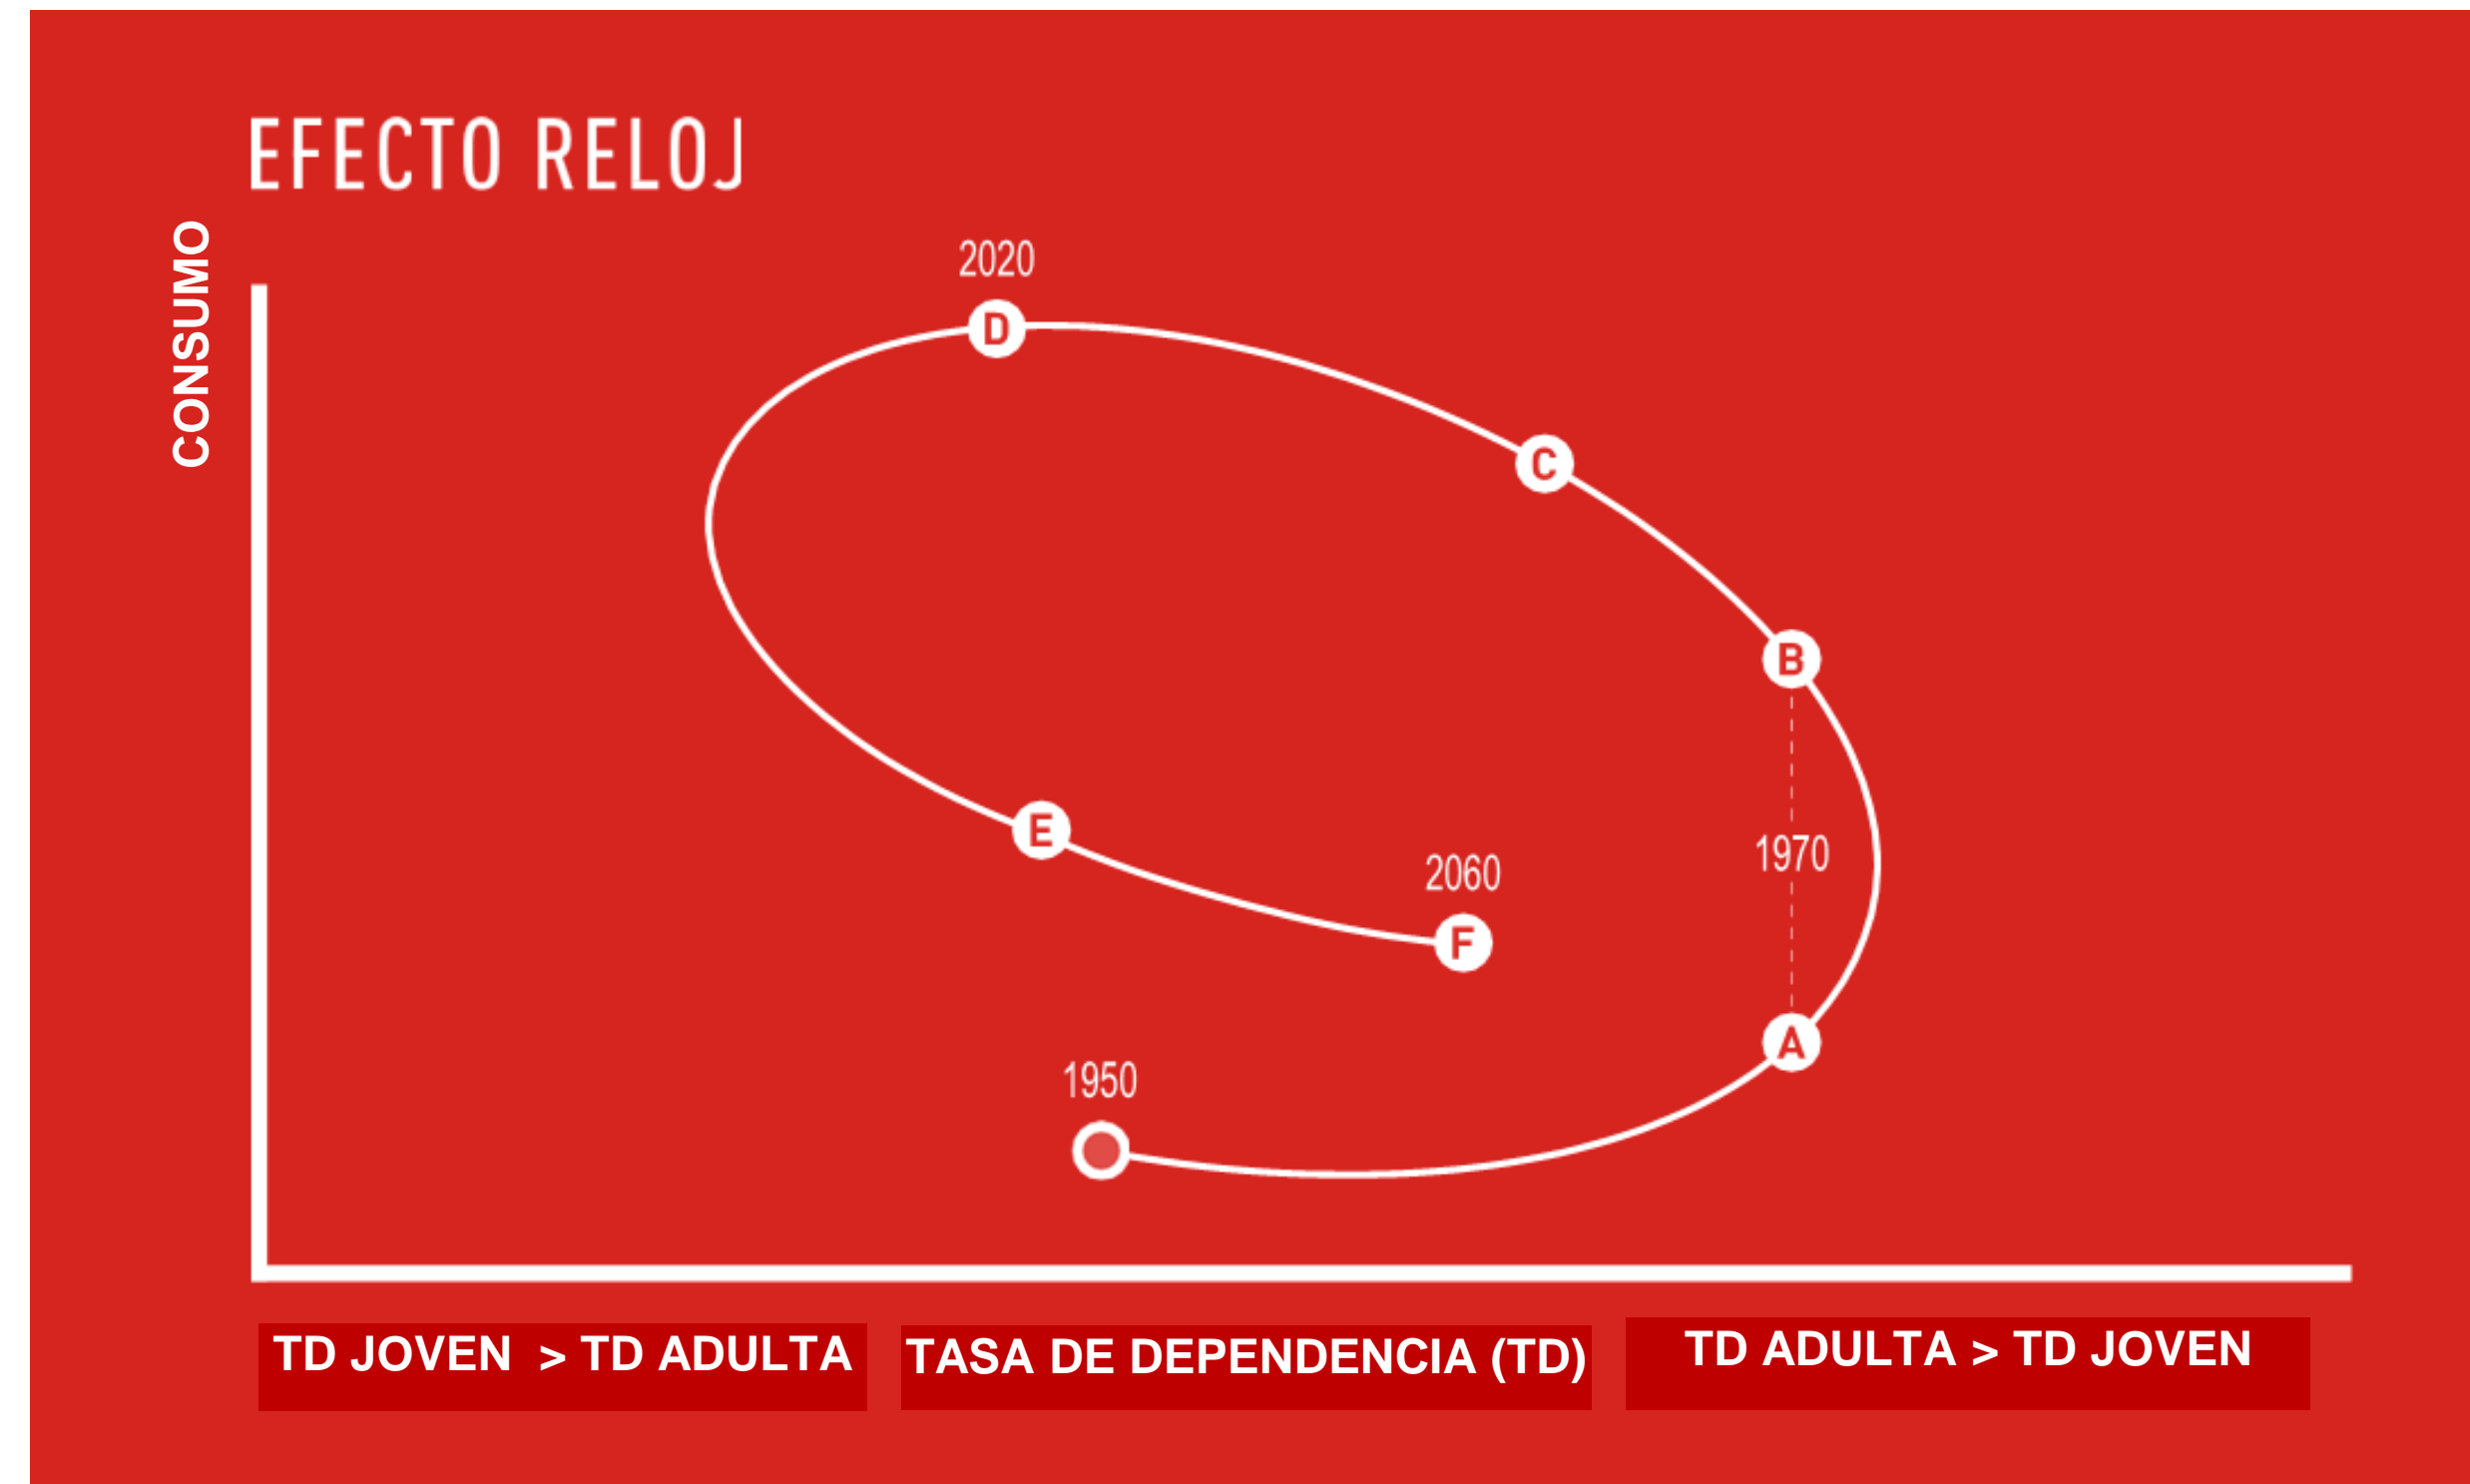 EFECTO RELOJ
CONSUMO
2020
D
C
B
E
1970
2060
F
A
1950
TD JOVEN > TD ADULTA
TASA DE DEPENDENCIA (TD)
TD ADULTA > TD JOVEN